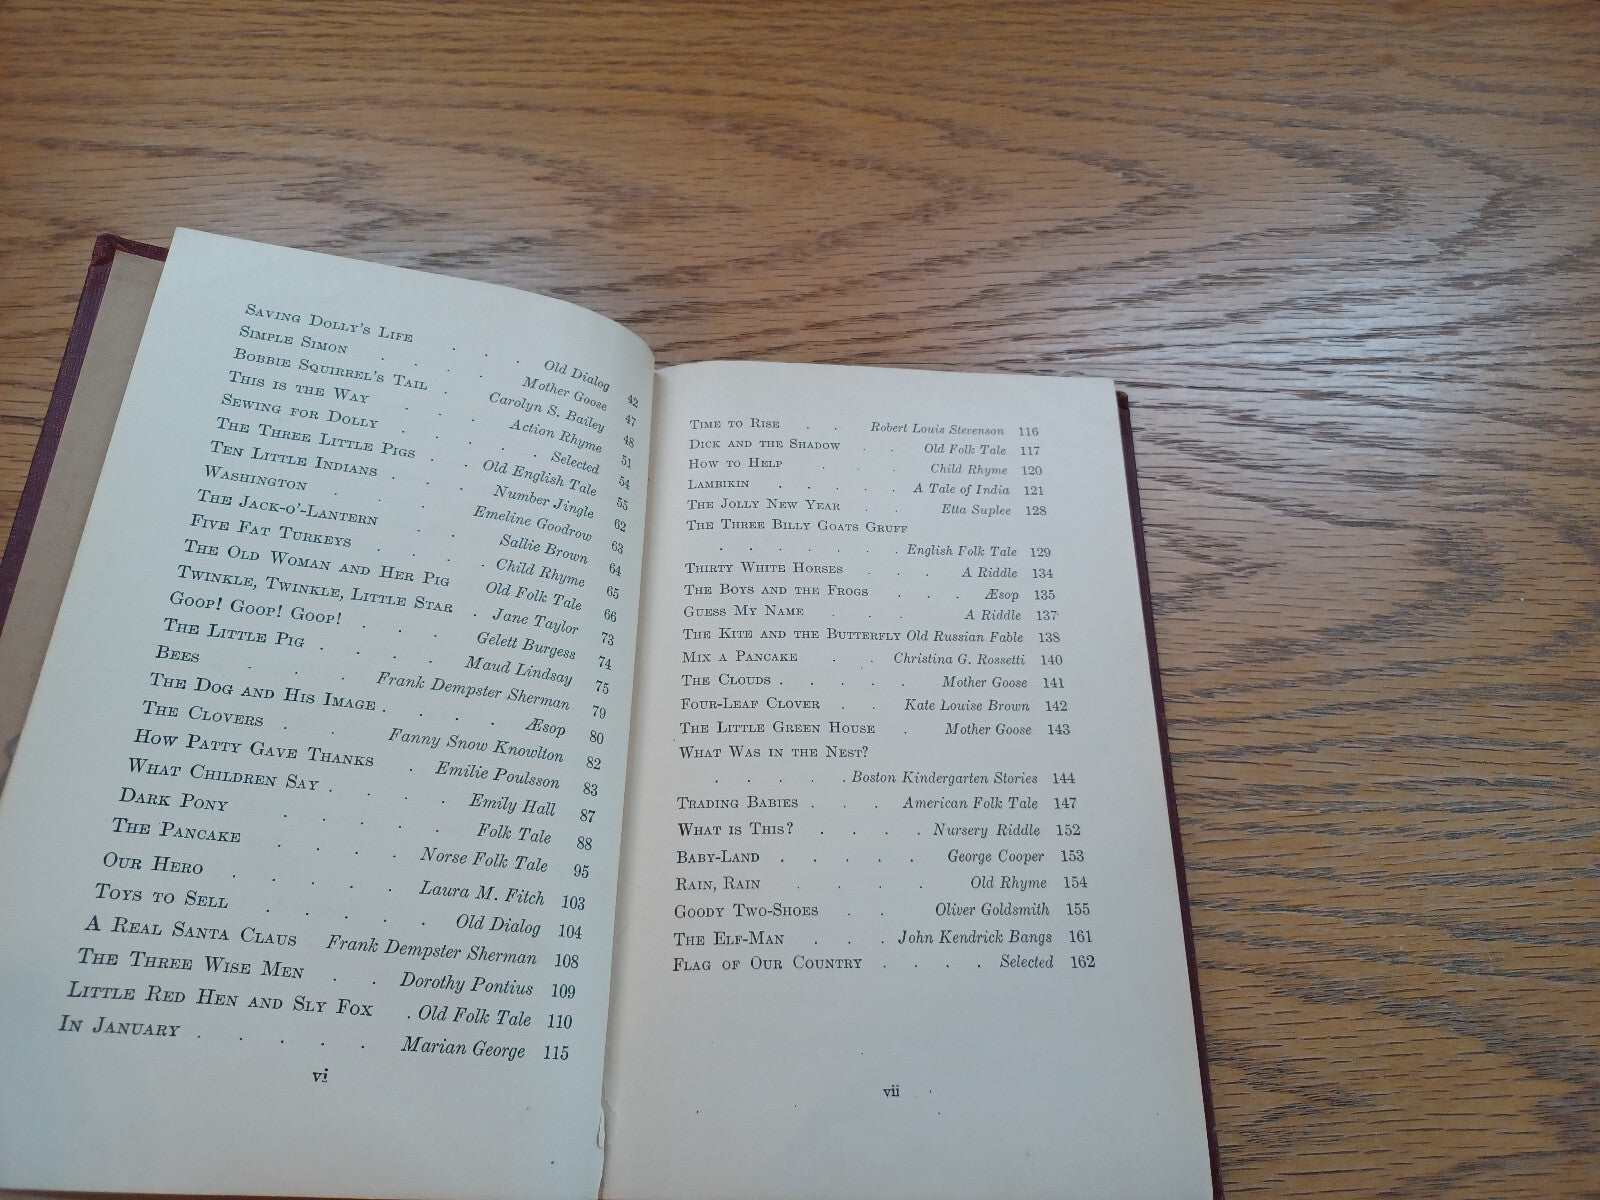 Saving Dolly's Life . . . Old Dialog 42
Simple Simon . . . . Mother Goose 47
Bobbie Squirrel's Tail . Carolyn S. Bailey 48
This is the Way . . . Action Rhyme 51
Sewing for Dolly . . . . Selected 54
The Three Little Pigs . . Old English Tale 55
Ten Little Indians . . . Number Jingle 62
Washington . . . Emeline Goodrow 63
The Jack-o'-Lantern . . Sallie Brown 64
Five Fat Turkeys . . . . Child Rhyme 65
The Old Woman and Her Pig Old Folk Tale 66
Twinkle, Twinkle, Little Star . Jane Taylor 73
Goop! Goop! Goop! . . . Gelett Burgess 74
The Little Pig . . . . Maud Lindsay 75
Bees . . . Frank Dempster Sherman 79
The Dog and His Image . . . . Æsop 80
The Clovers . . Fanny Snow Knowlton 82
How Patty Gave Thanks . Emilie Poulsson 83
What Children Say . . . . Emily Hall 87
Dark Pony . . . . Folk Tale 88
The Pancake . . . . Norse Folk Tale 95
Our Hero . . . . . Laura M. Fitch 103
Toys to Sell . . . . . Old Dialog 104
A Real Santa Claus Frank Dempster Sherman 108
The Three Wise Men . . Dorothy Pontius 109
Little Red Hen and Sly Fox . Old Folk Tale 110
In January . . . . . Marian George 115
vi
Time to Rise . . Robert Louis Stevenson 116
Dick and the Shadow . . Old Folk Tale 117
How to Help . . . Child Rhyme 120
Lambikin . . . . . A Tale of India 121
The Jolly New Year . . Etta Suplee 128
The Three Billy Goats Gruff
. . . . . . . English Folk Tale 129
Thirty White Horses . . . A Riddle 134
The Boys and the Frogs . . . Æsop 135
Guess My Name . . . A Riddle 137
The Kite and the Butterfly Old Russian Fable 138
Mix a Pancake . . Christina G. Rossetti 140
The Clouds . . . . . Mother Goose 141
Four-Leaf Clover . . Kate Louise Brown 142
The Little Green House . Mother Goose 143
What Was in the Nest?
. . . . . Boston Kindergarten Stories 144
Trading Babies . . . American Folk Tale 147
What is This? . . . . Nursery Riddle 152
Baby-Land . . . . . George Cooper 153
Rain, Rain . . . . Old Rhyme 154
Goody Two-Shoes . . Oliver Goldsmith 155
The Elf-Man . . . John Kendrick Bangs 161
Flag of Our Country . . . . Selected 162
vii